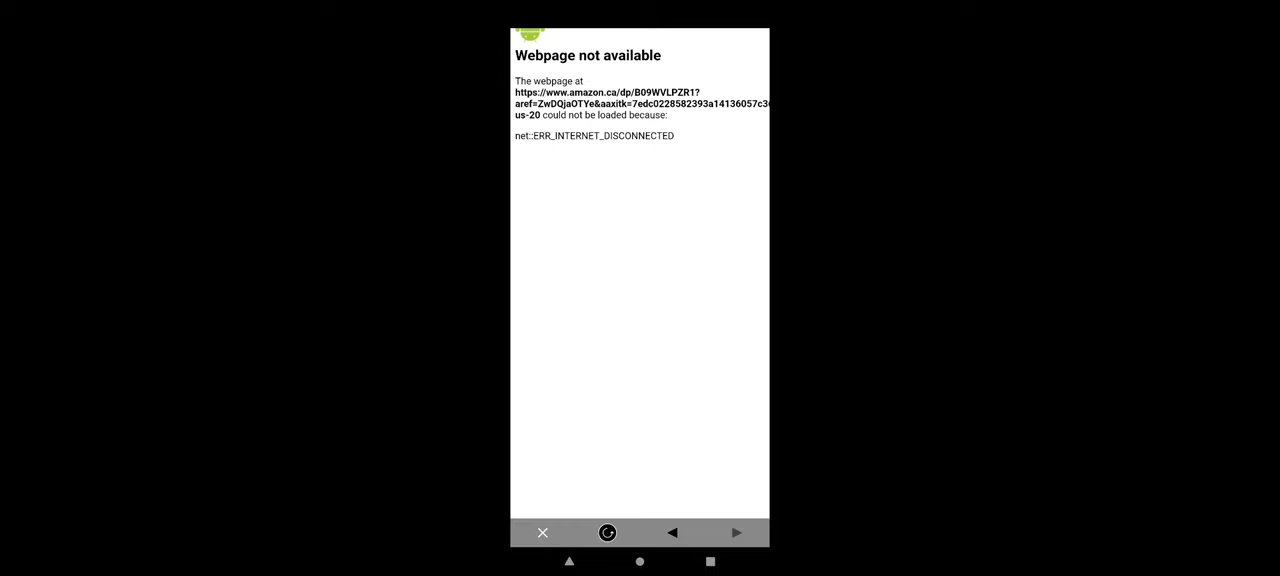 Webpage not available
The webpage at
https://www.amazon.ca/dp/B09WVLPZR1?
aref=ZwDQjaOTYe&aaxitk=7edc0228582393a14136057c3
us-20 could not be loaded because:
net::ERR_INTERNET_DISCONNECTED